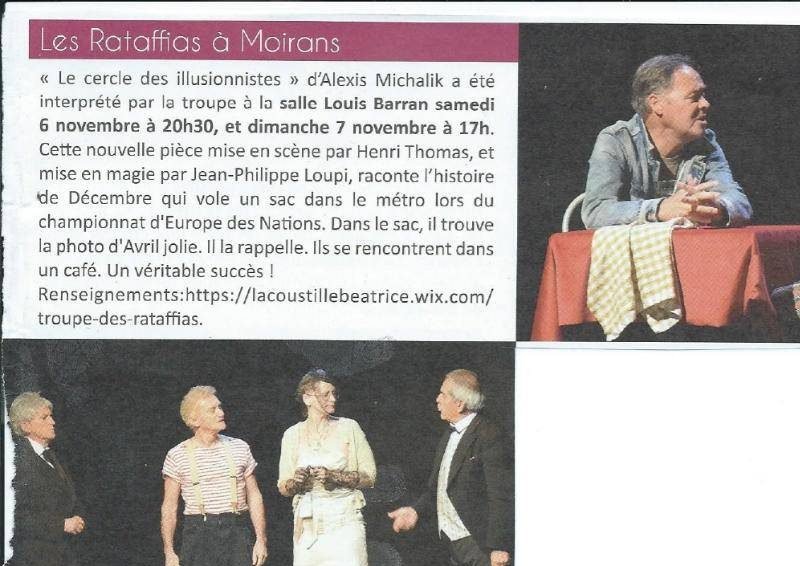 Les Rataffias à Moirans
« Le cercle des illusionnistes » d'Alexis Michalik a été
interprété par la troupe à la salle Louis Barran samedi
6 novembre à 20h30, et dimanche 7 novembre à 17h.
Cette nouvelle pièce mise en scène par Henri Thomas, et
mise en magie par Jean-Philippe Loupi, raconte l'histoire
de Décembre qui vole un sac dans le métro lors du
championnat d'Europe des Nations. Dans le sac, il trouve
la photo d'Avril jolie. Il la rappelle. Ils se rencontrent dans
un café. Un véritable succès !
Renseignements:https://lacoustillebeatrice.wix.com/
troupe-des-rataffias.